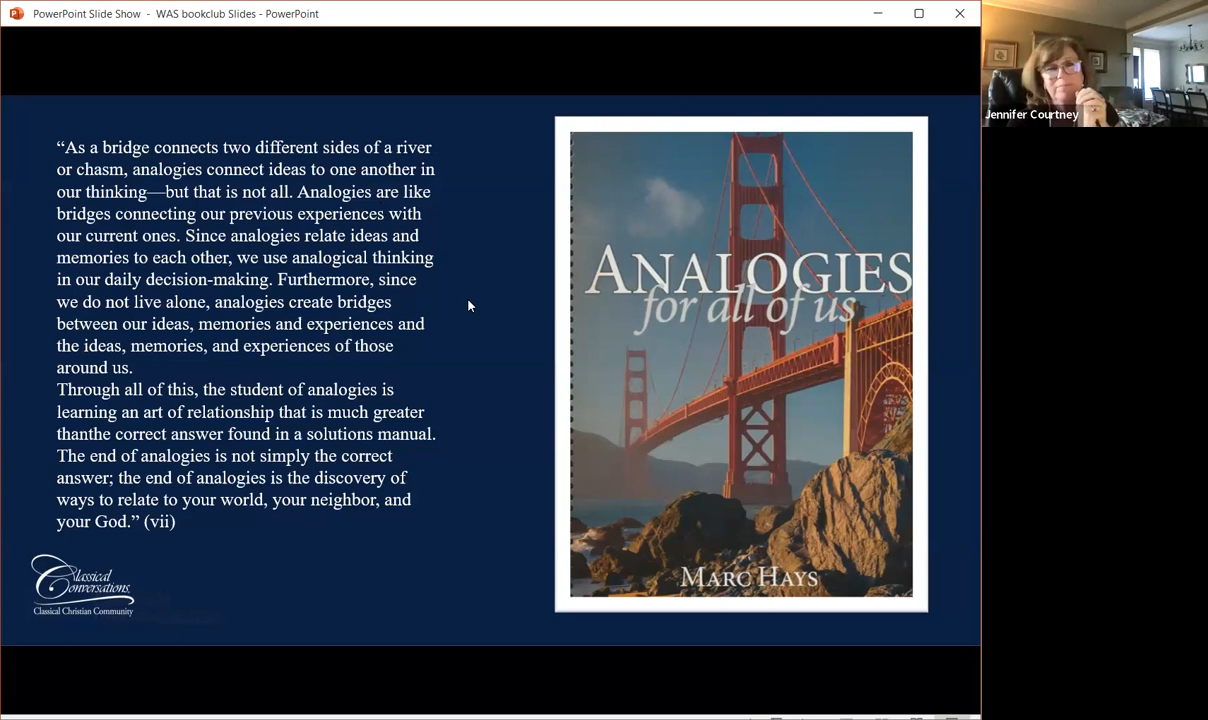 PowerPoint Slide Show - WAS bookclub Slides - PowerPoint
Jennifer Courtney
“As a bridge connects two different sides of a river
or chasm, analogies connect ideas to one another in
our thinking—but that is not all. Analogies are like
bridges connecting our previous experiences with
our current ones. Since analogies relate ideas and
memories to each other, we use analogical thinking
in our daily decision-making. Furthermore, since
we do not live alone, analogies create bridges
between our ideas, memories and experiences and
the ideas, memories, and experiences of those
around us.
Through all of this, the student of analogies is
learning an art of relationship that is much greater
thanthe correct answer found in a solutions manual.
The end of analogies is not simply the correct
answer; the end of analogies is the discovery of
ways to relate to your world, your neighbor, and
your God.” (vii)
Classical
Conversations
Classical Christian Community
ANALOGIES
for all of us
MARC HAYS